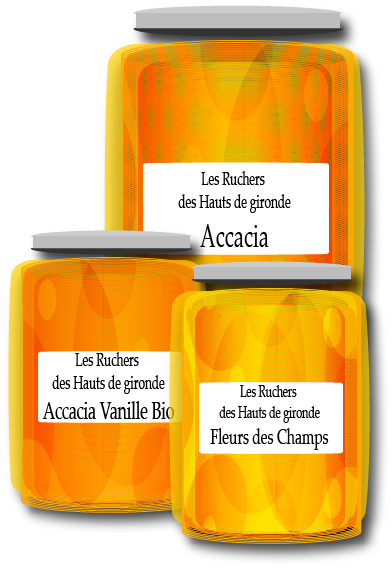 Les Ruchers
des Hauts de gironde
Accacia
Les Ruchers
des Hauts de gironde
Accacia Vanille Bio
Les Ruchers
des Hauts de gironde
Fleurs des Champs